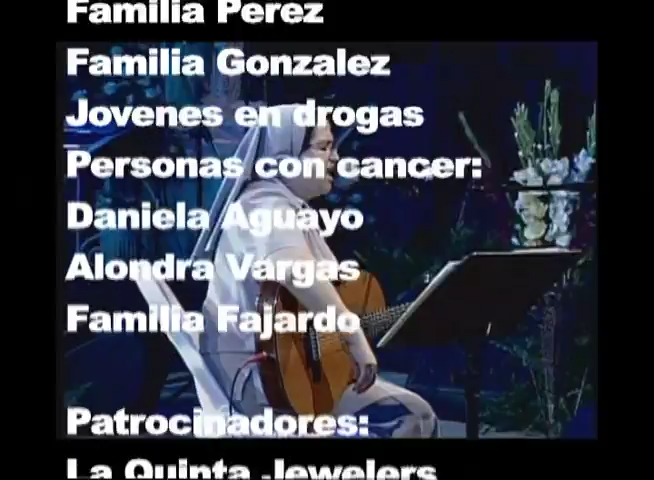 Familia Perez
Familia Gonzalez
Jovenes en drogas
Personas con cancer:
Daniela Aguayo
Alondra Vargas
Familia Fajardo
Patrocinadores:
La Quinta Jewelers